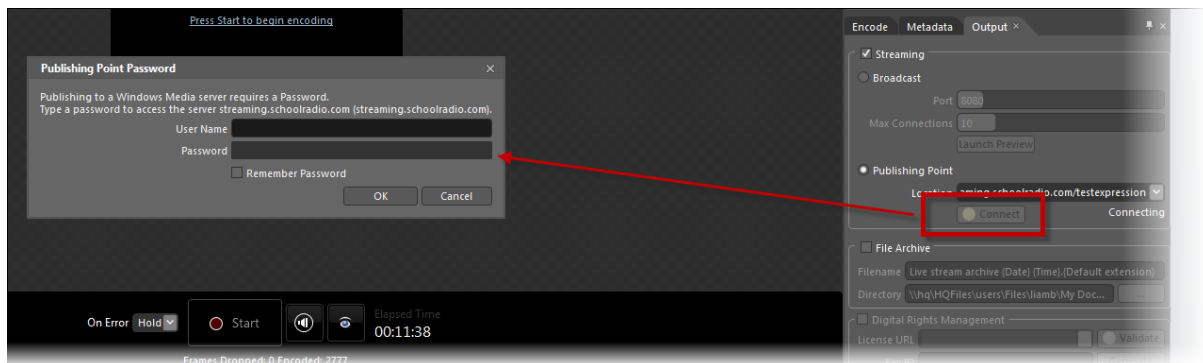 Press Start to begin encoding
Publishing Point Password
Publishing to a Windows Media server requires a Password.
Type a password to access the server streaming.schoolradio.com (streaming.schoolradio.com).
User Name
Password
Remember Password
OK Cancel
On Error Hold
Start
Elapsed Time
00:11:38
Frames Dropped: 0 Encoded: 2777
Encode Metadata Output
Streaming
Broadcast
Port 8080
Max Connections 10
Launch Preview
Publishing Point
Location aming.schoolradio.com/testexpression
Connect Connecting
File Archive
Filename Live stream archive {Date} {Time}.{Default extension}
Directory \\hq\HQFiles\users\Files\liamb\My Doc... ...
Digital Rights Management
License URL Validate